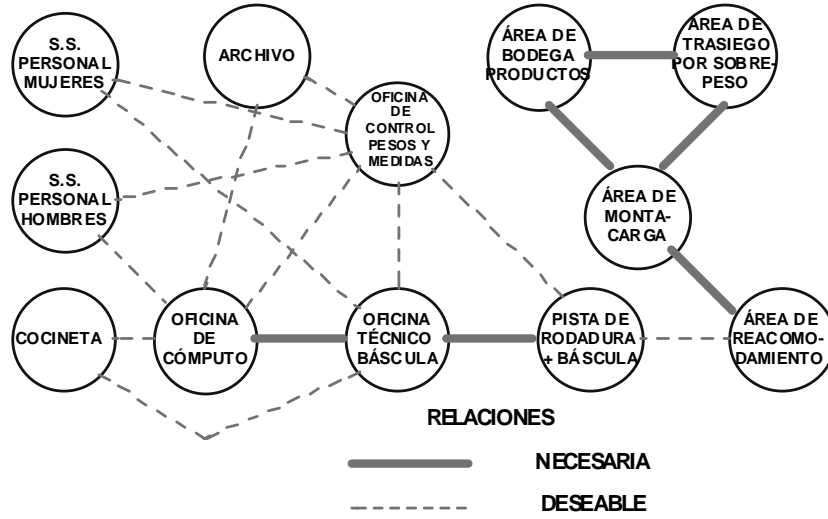 S.S.
PERSONAL
MUJERES
ARCHIVO
OFICINA
DE
CONTROL
PESOS Y
MEDIDAS
ÁREA DE
BODEGA
PRODUCTOS
ÁREA DE
TRASIEGO
POR SOBRE-
PESO
S.S.
PERSONAL
HOMBRES
ÁREA DE
MONTA-
CARGA
COCINETA
OFICINA
DE
CÓMPUTO
OFICINA
TÉCNICO
BÁSCULA
PISTA DE
RODADURA
+ BÁSCULA
ÁREA DE
REACOMO-
DAMIENTO
RELACIONES
NECESARIA
DESEABLE